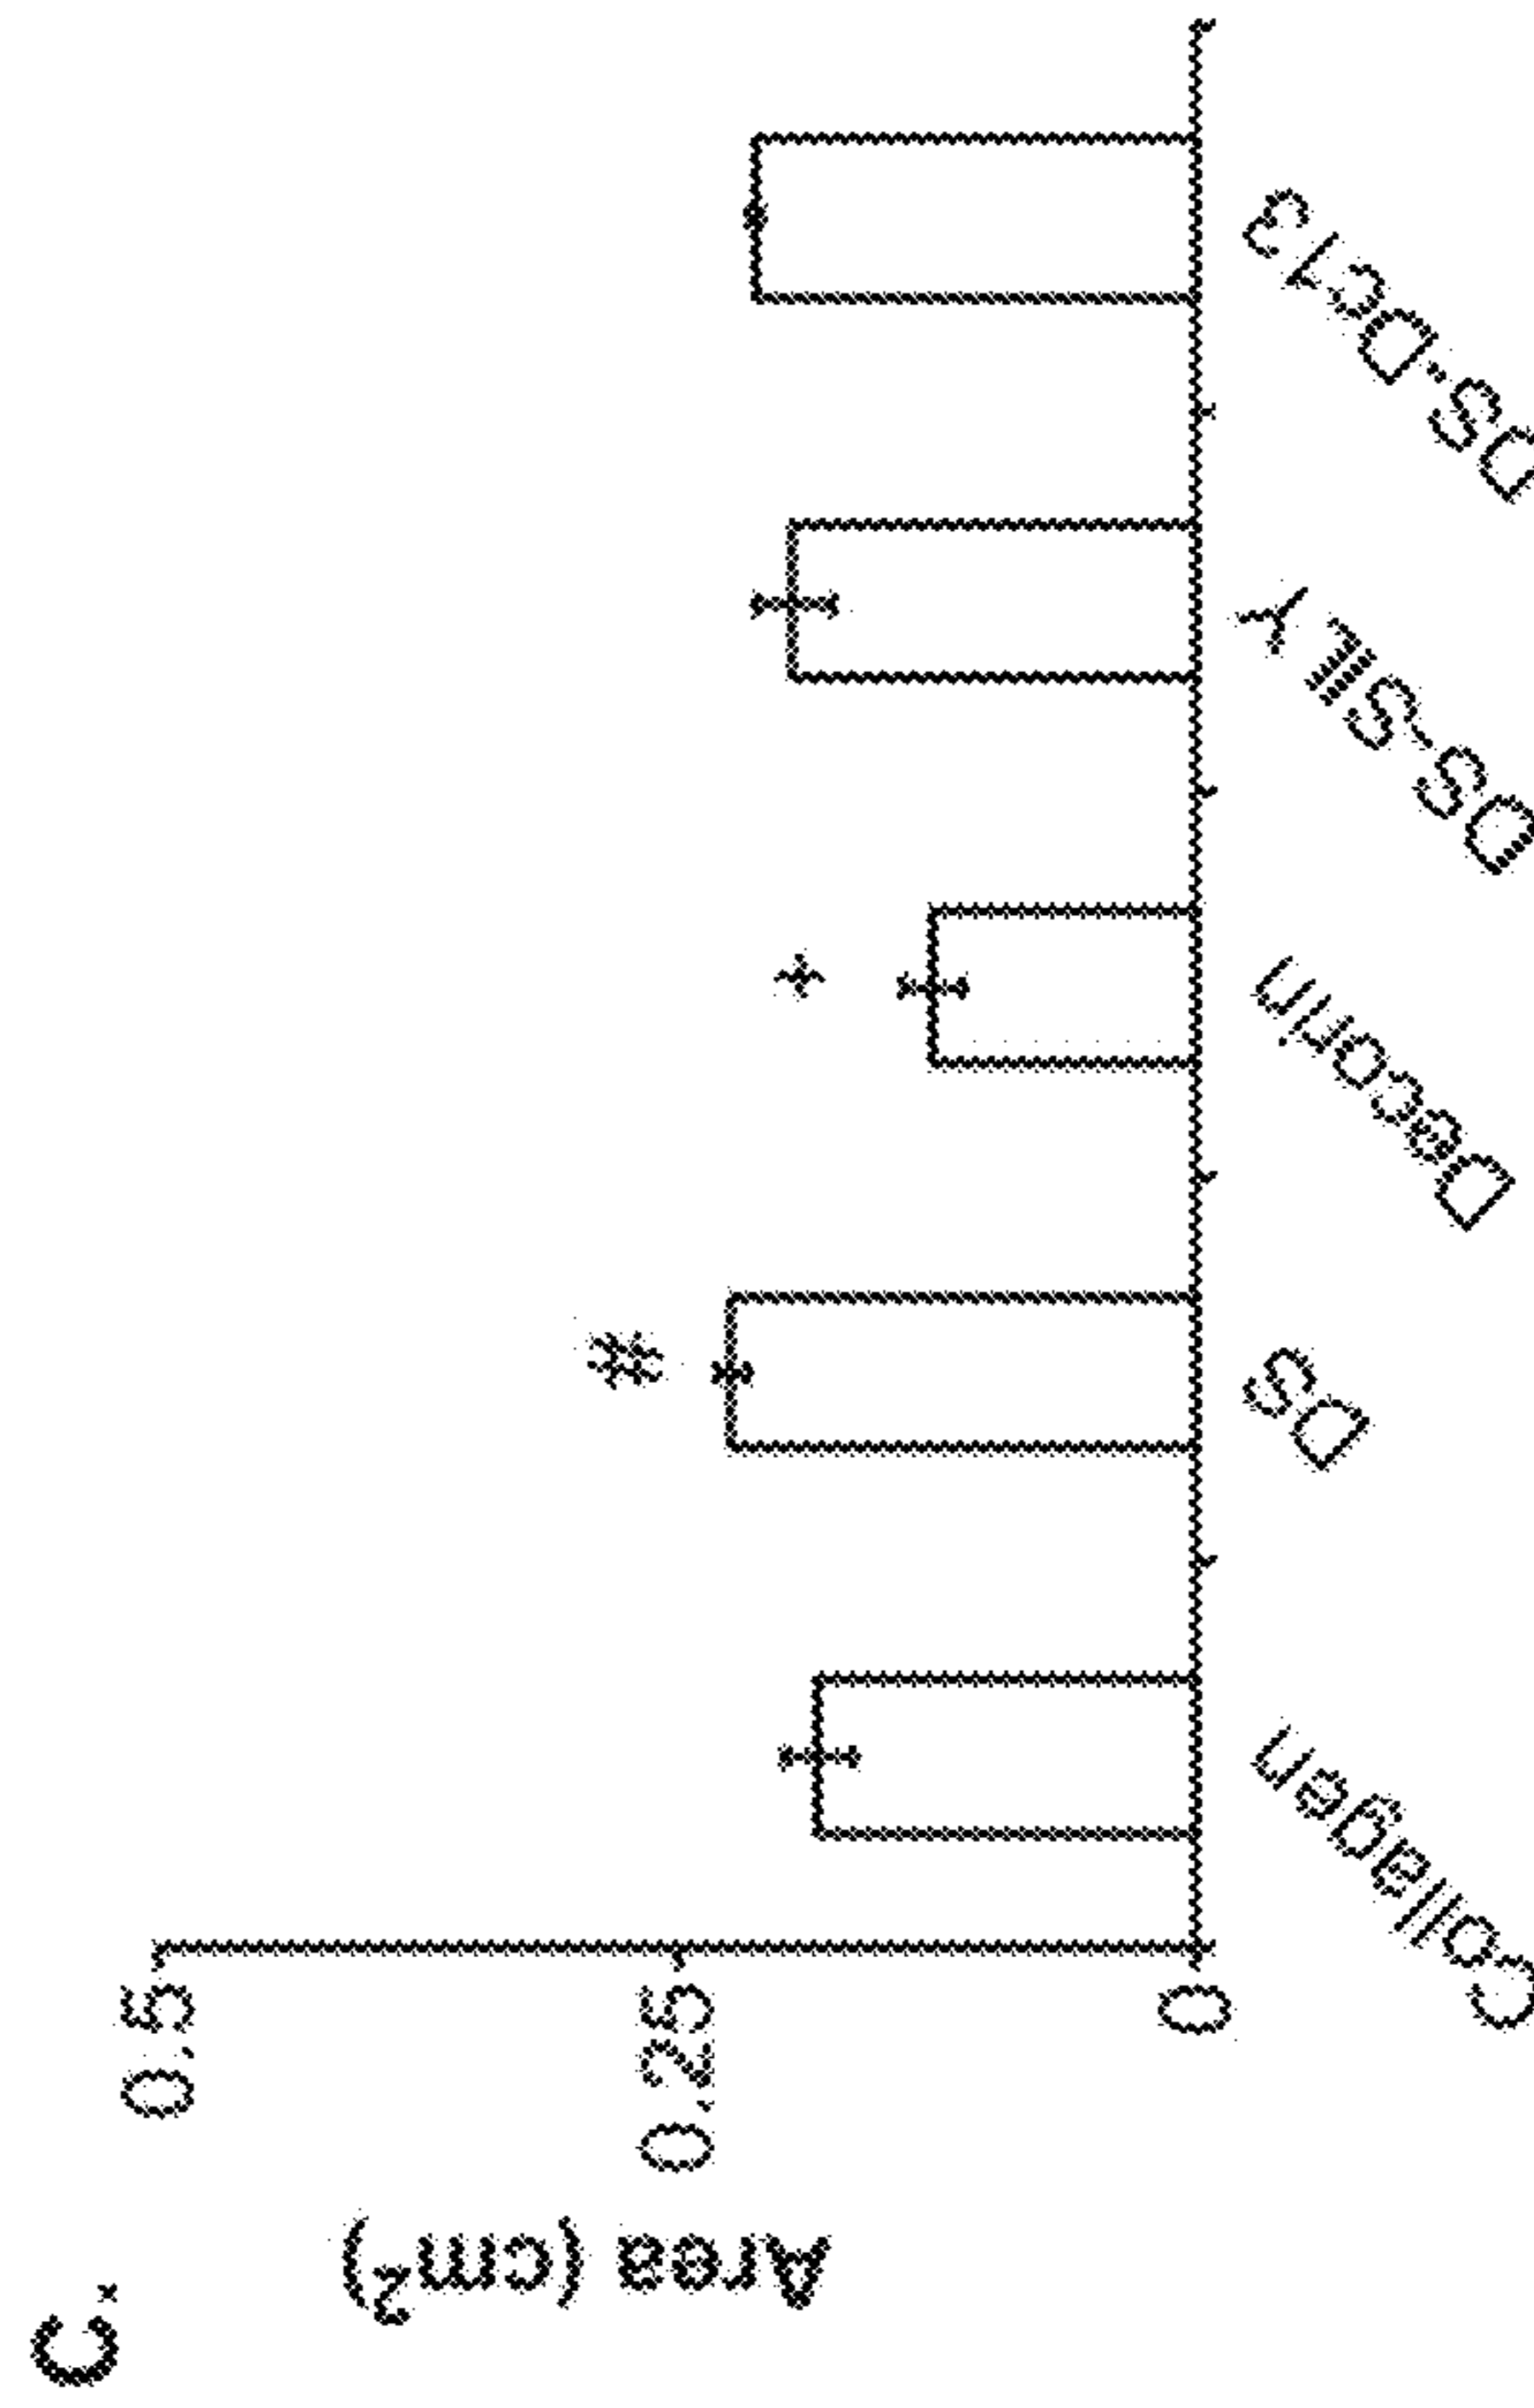 C.
Area (cm²)
0.5
0.25
0
*
#
Collagen
DS
Decorin
DS-SILY
DS-Dc13